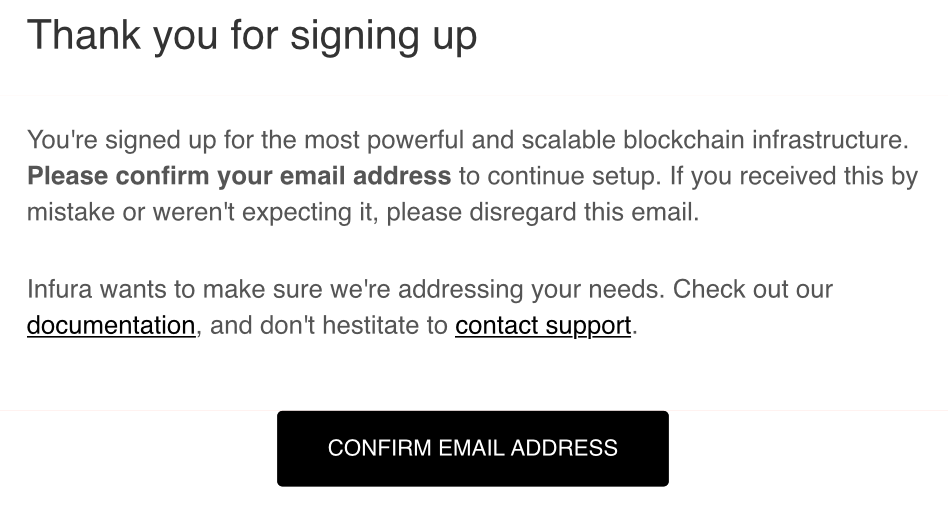 Thank you for signing up
You're signed up for the most powerful and scalable blockchain infrastructure.
Please confirm your email address to continue setup. If you received this by
mistake or weren't expecting it, please disregard this email.
Infura wants to make sure we're addressing your needs. Check out our
documentation, and don't hestitate to contact support.
CONFIRM EMAIL ADDRESS